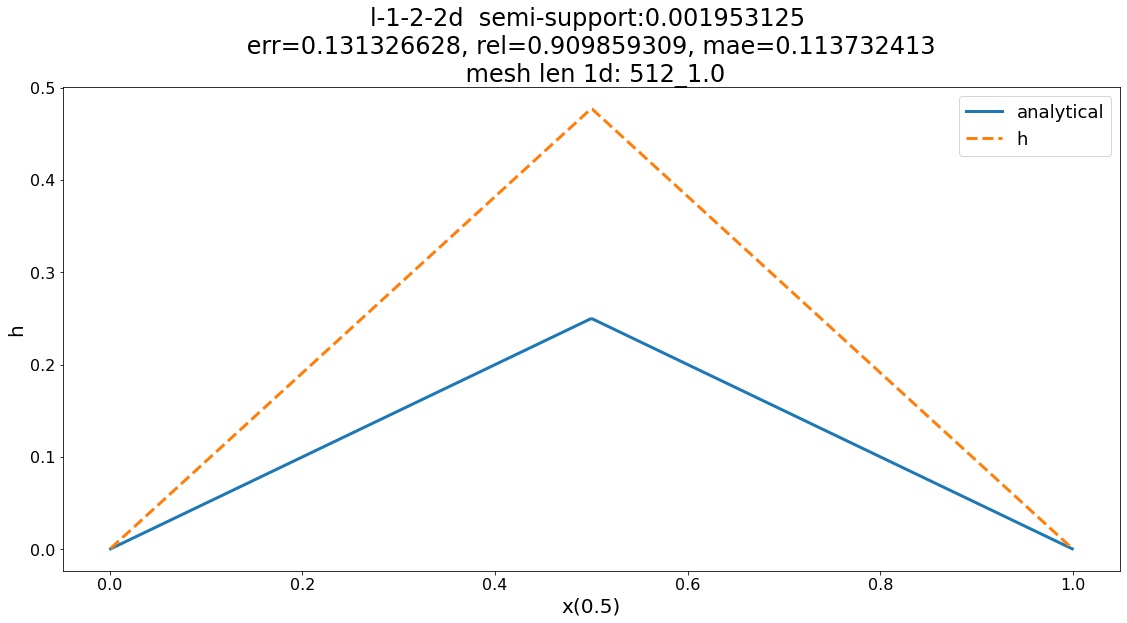 l-1-2-2d  semi-support:0.001953125
err=0.131326628, rel=0.909859309, mae=0.113732413
mesh len 1d: 512_1.0
analytical
h
0.5
0.4
0.3
0.2
0.1
0.0
h
0.0 0.2 0.4 0.6 0.8 1.0
x(0.5)